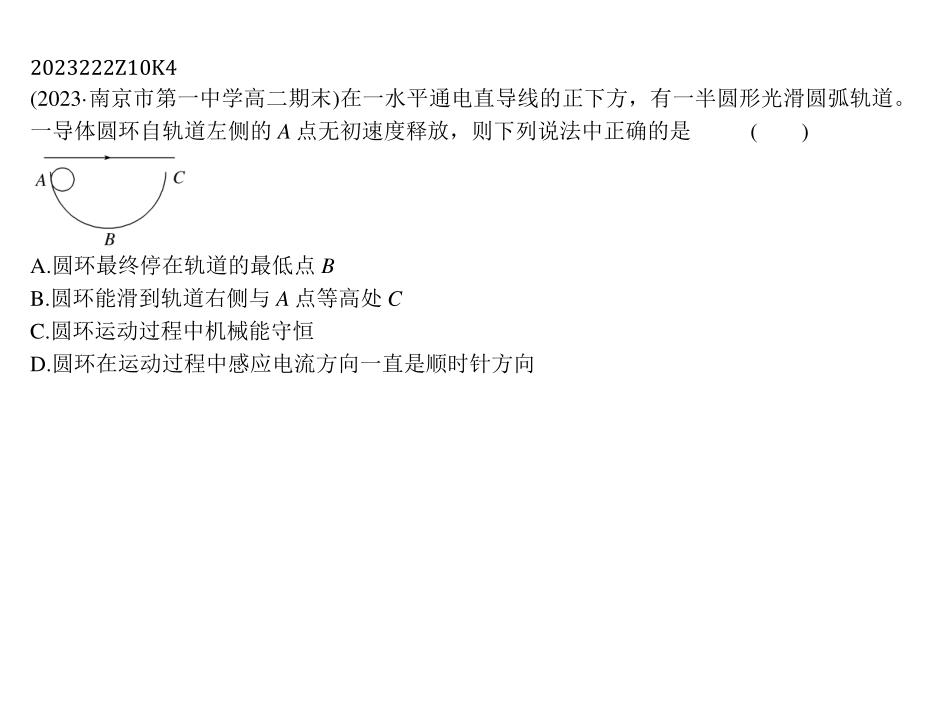 2023222Z10K4
(2023·南京市第一中学高二期末)在一水平通电直导线的正下方，有一半圆形光滑圆弧轨道。
一导体圆环自轨道左侧的 A 点无初速度释放，则下列说法中正确的是　　(　　)
A
C
B
A.圆环最终停在轨道的最低点 B
B.圆环能滑到轨道右侧与 A 点等高处 C
C.圆环运动过程中机械能守恒
D.圆环在运动过程中感应电流方向一直是顺时针方向